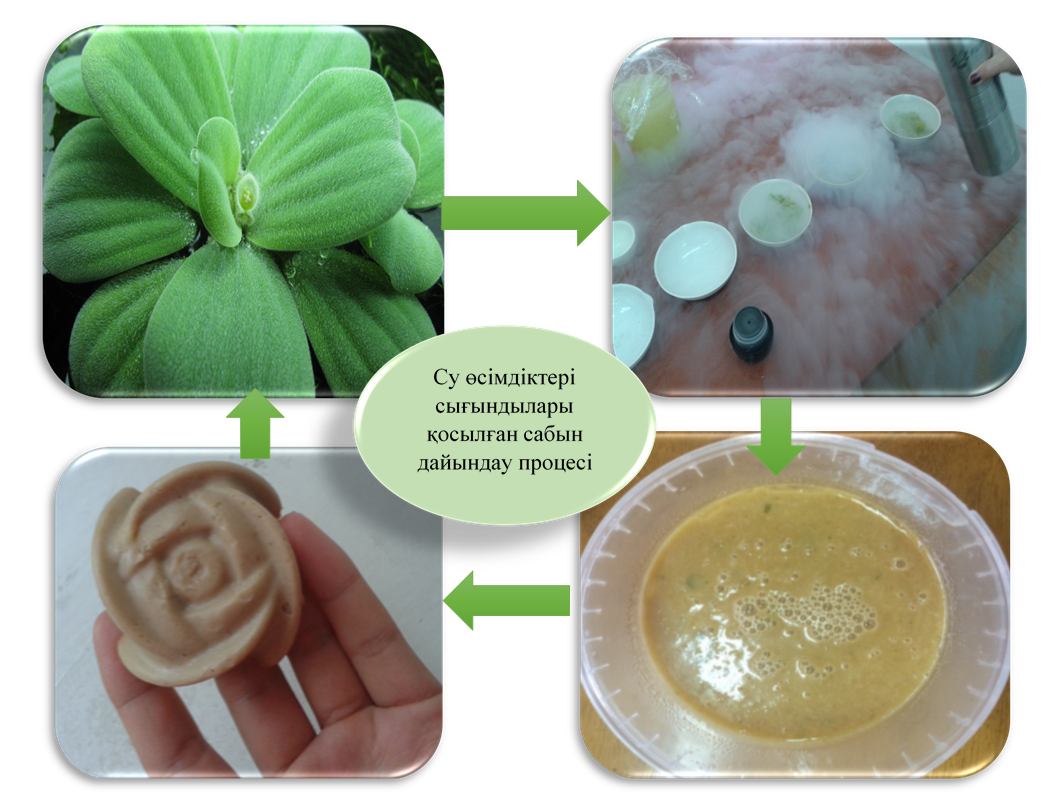 Су өсімдіктері
сығындылары
қосылған сабын
дайындау процесі